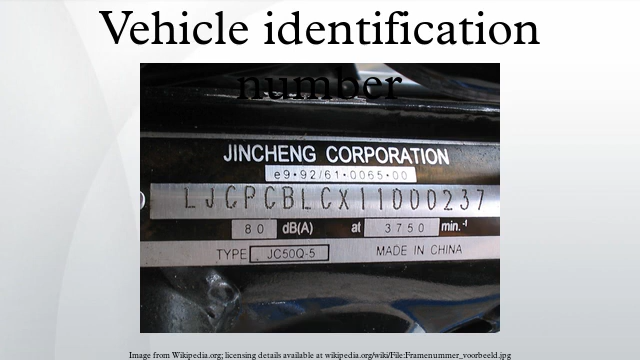 Vehicle identification
number
JINCHENG CORPORATION
e9•92/61•0065•00
LJCPCBLCX11000237
80 dB(A) at 3750 min.-1
TYPE JC50Q-5 MADE IN CHINA
Image from Wikipedia.org; licensing details available at wikipedia.org/wiki/File:Framenummer_voorbeeld.jpg